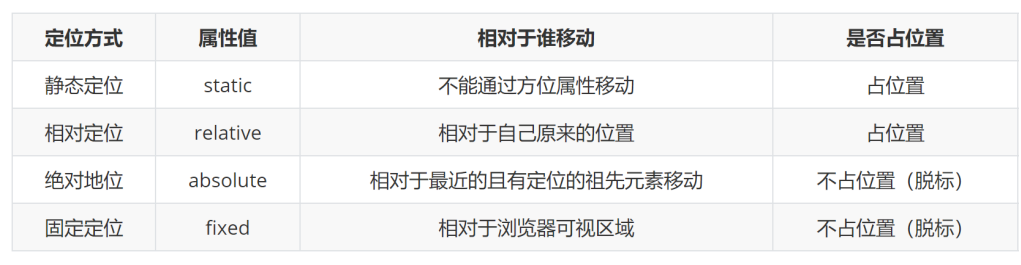 定位方式 属性值 相对于谁移动 是否占位置
静态定位 static 不能通过方位属性移动 占位置
相对定位 relative 相对于自己原来的位置 占位置
绝对地位 absolute 相对于最近的且有定位的祖先元素移动 不占位置（脱标）
固定定位 fixed 相对于浏览器可视区域 不占位置（脱标）